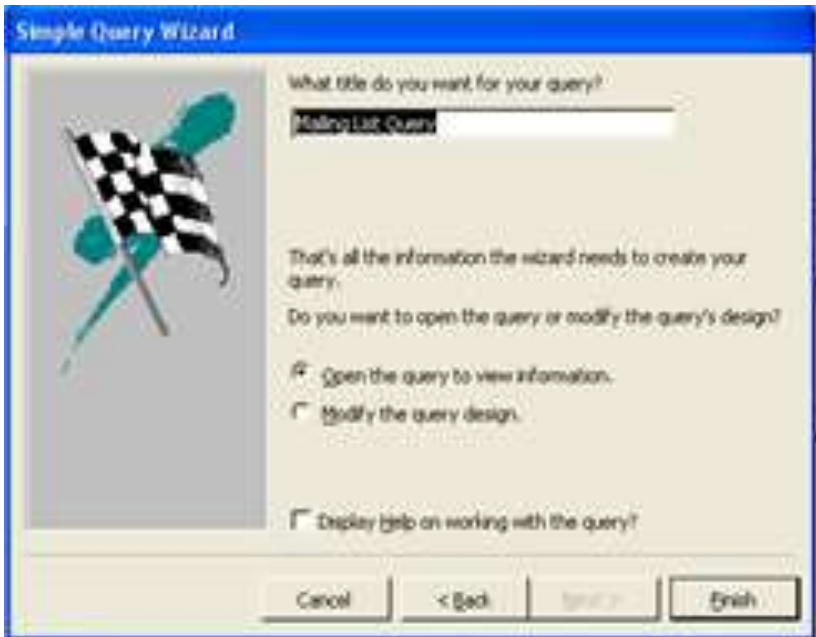 Simple Query Wizard
What title do you want for your query?
Mailing List Query
That's all the information the wizard needs to create your
query.
Do you want to open the query or modify the query's design?
Open the query to view information.
Modify the query design.
Display Help on working with the query?
Cancel
< Back
Next >
Finish